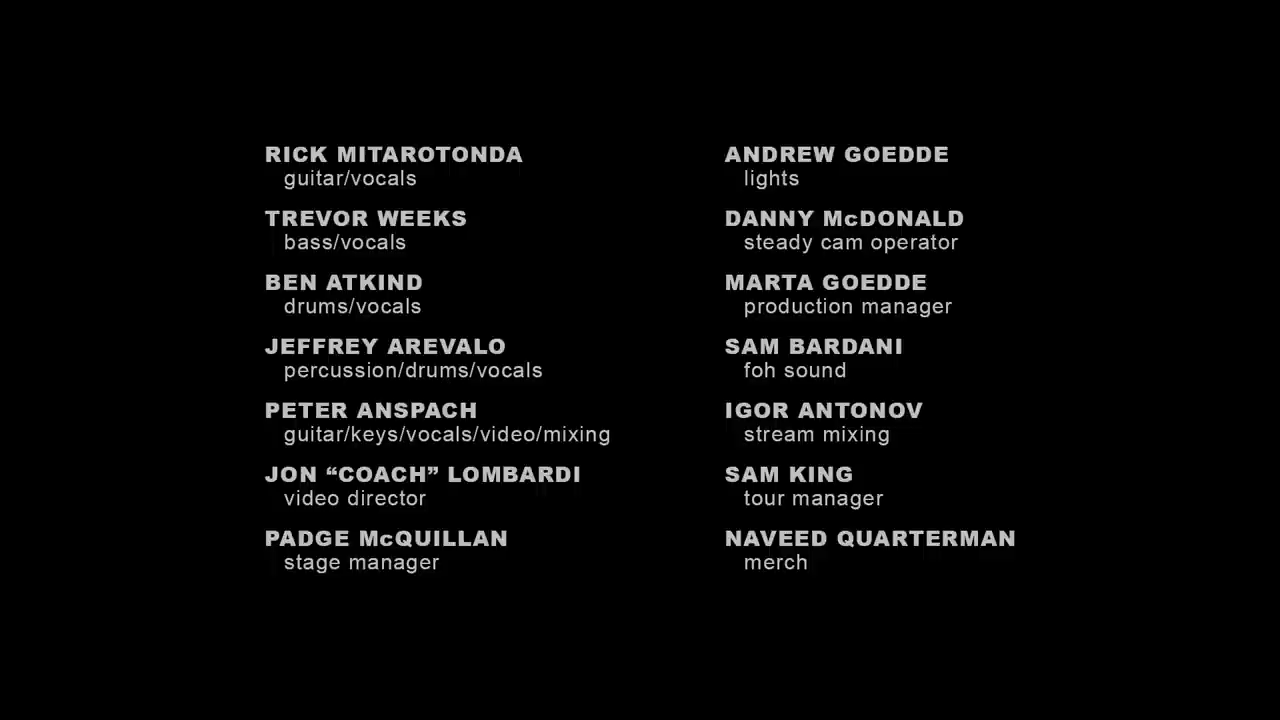 RICK MITAROTONDA
guitar/vocals
TREVOR WEEKS
bass/vocals
BEN ATKIND
drums/vocals
JEFFREY AREVALO
percussion/drums/vocals
PETER ANSPACH
guitar/keys/vocals/video/mixing
JON “COACH” LOMBARDI
video director
PADGE McQUILLAN
stage manager
ANDREW GOEDDE
lights
DANNY McDONALD
steady cam operator
MARTA GOEDDE
production manager
SAM BARDANI
foh sound
IGOR ANTONOV
stream mixing
SAM KING
tour manager
NAVEED QUARTERMAN
merch